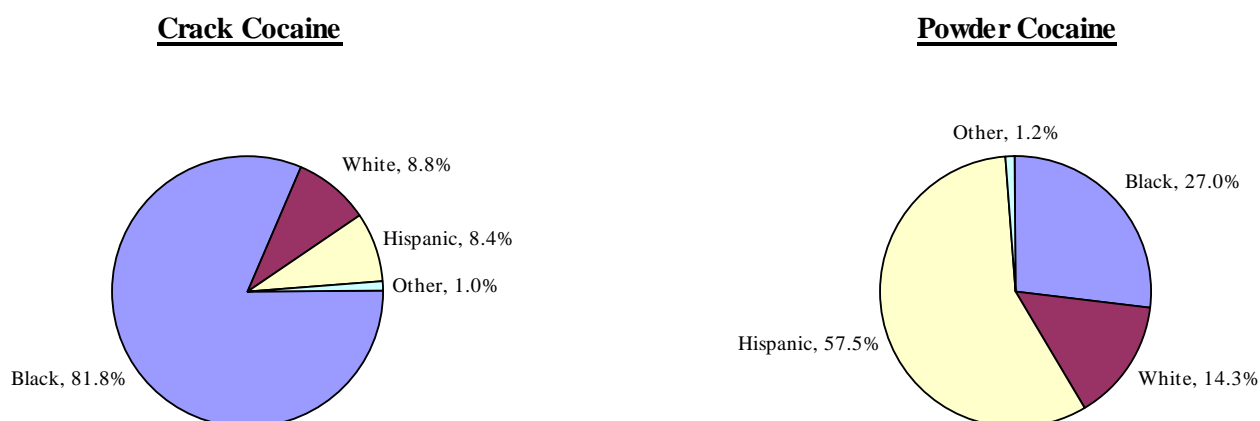 Crack Cocaine
White, 8.8%
Hispanic, 8.4%
Other, 1.0%
Black, 81.8%
Powder Cocaine
Other, 1.2%
Black, 27.0%
Hispanic, 57.5%
White, 14.3%